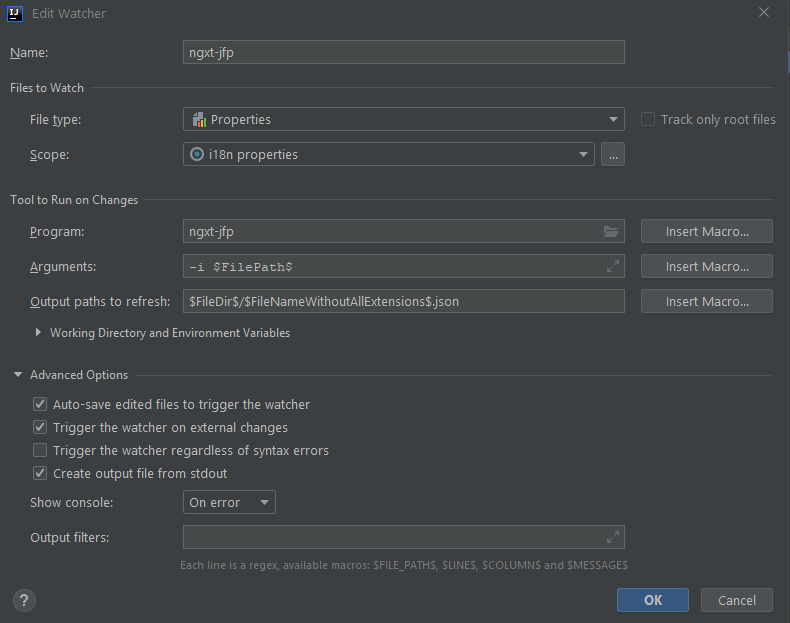 IJ Edit Watcher
Name: ngxt-jfp
Files to Watch
File type: Properties Track only root files
Scope: i18n properties ...
Tool to Run on Changes
Program: ngxt-jfp Insert Macro...
Arguments: -i $FilePath$ Insert Macro...
Output paths to refresh: $FileDir$/$FileNameWithoutAllExtensions$.json Insert Macro...
Working Directory and Environment Variables
Advanced Options
Auto-save edited files to trigger the watcher
Trigger the watcher on external changes
Trigger the watcher regardless of syntax errors
Create output file from stdout
Show console: On error
Output filters:
Each line is a regex, available macros: $FILE_PATH$, $LINE$, $COLUMN$ and $MESSAGE$
? OK Cancel